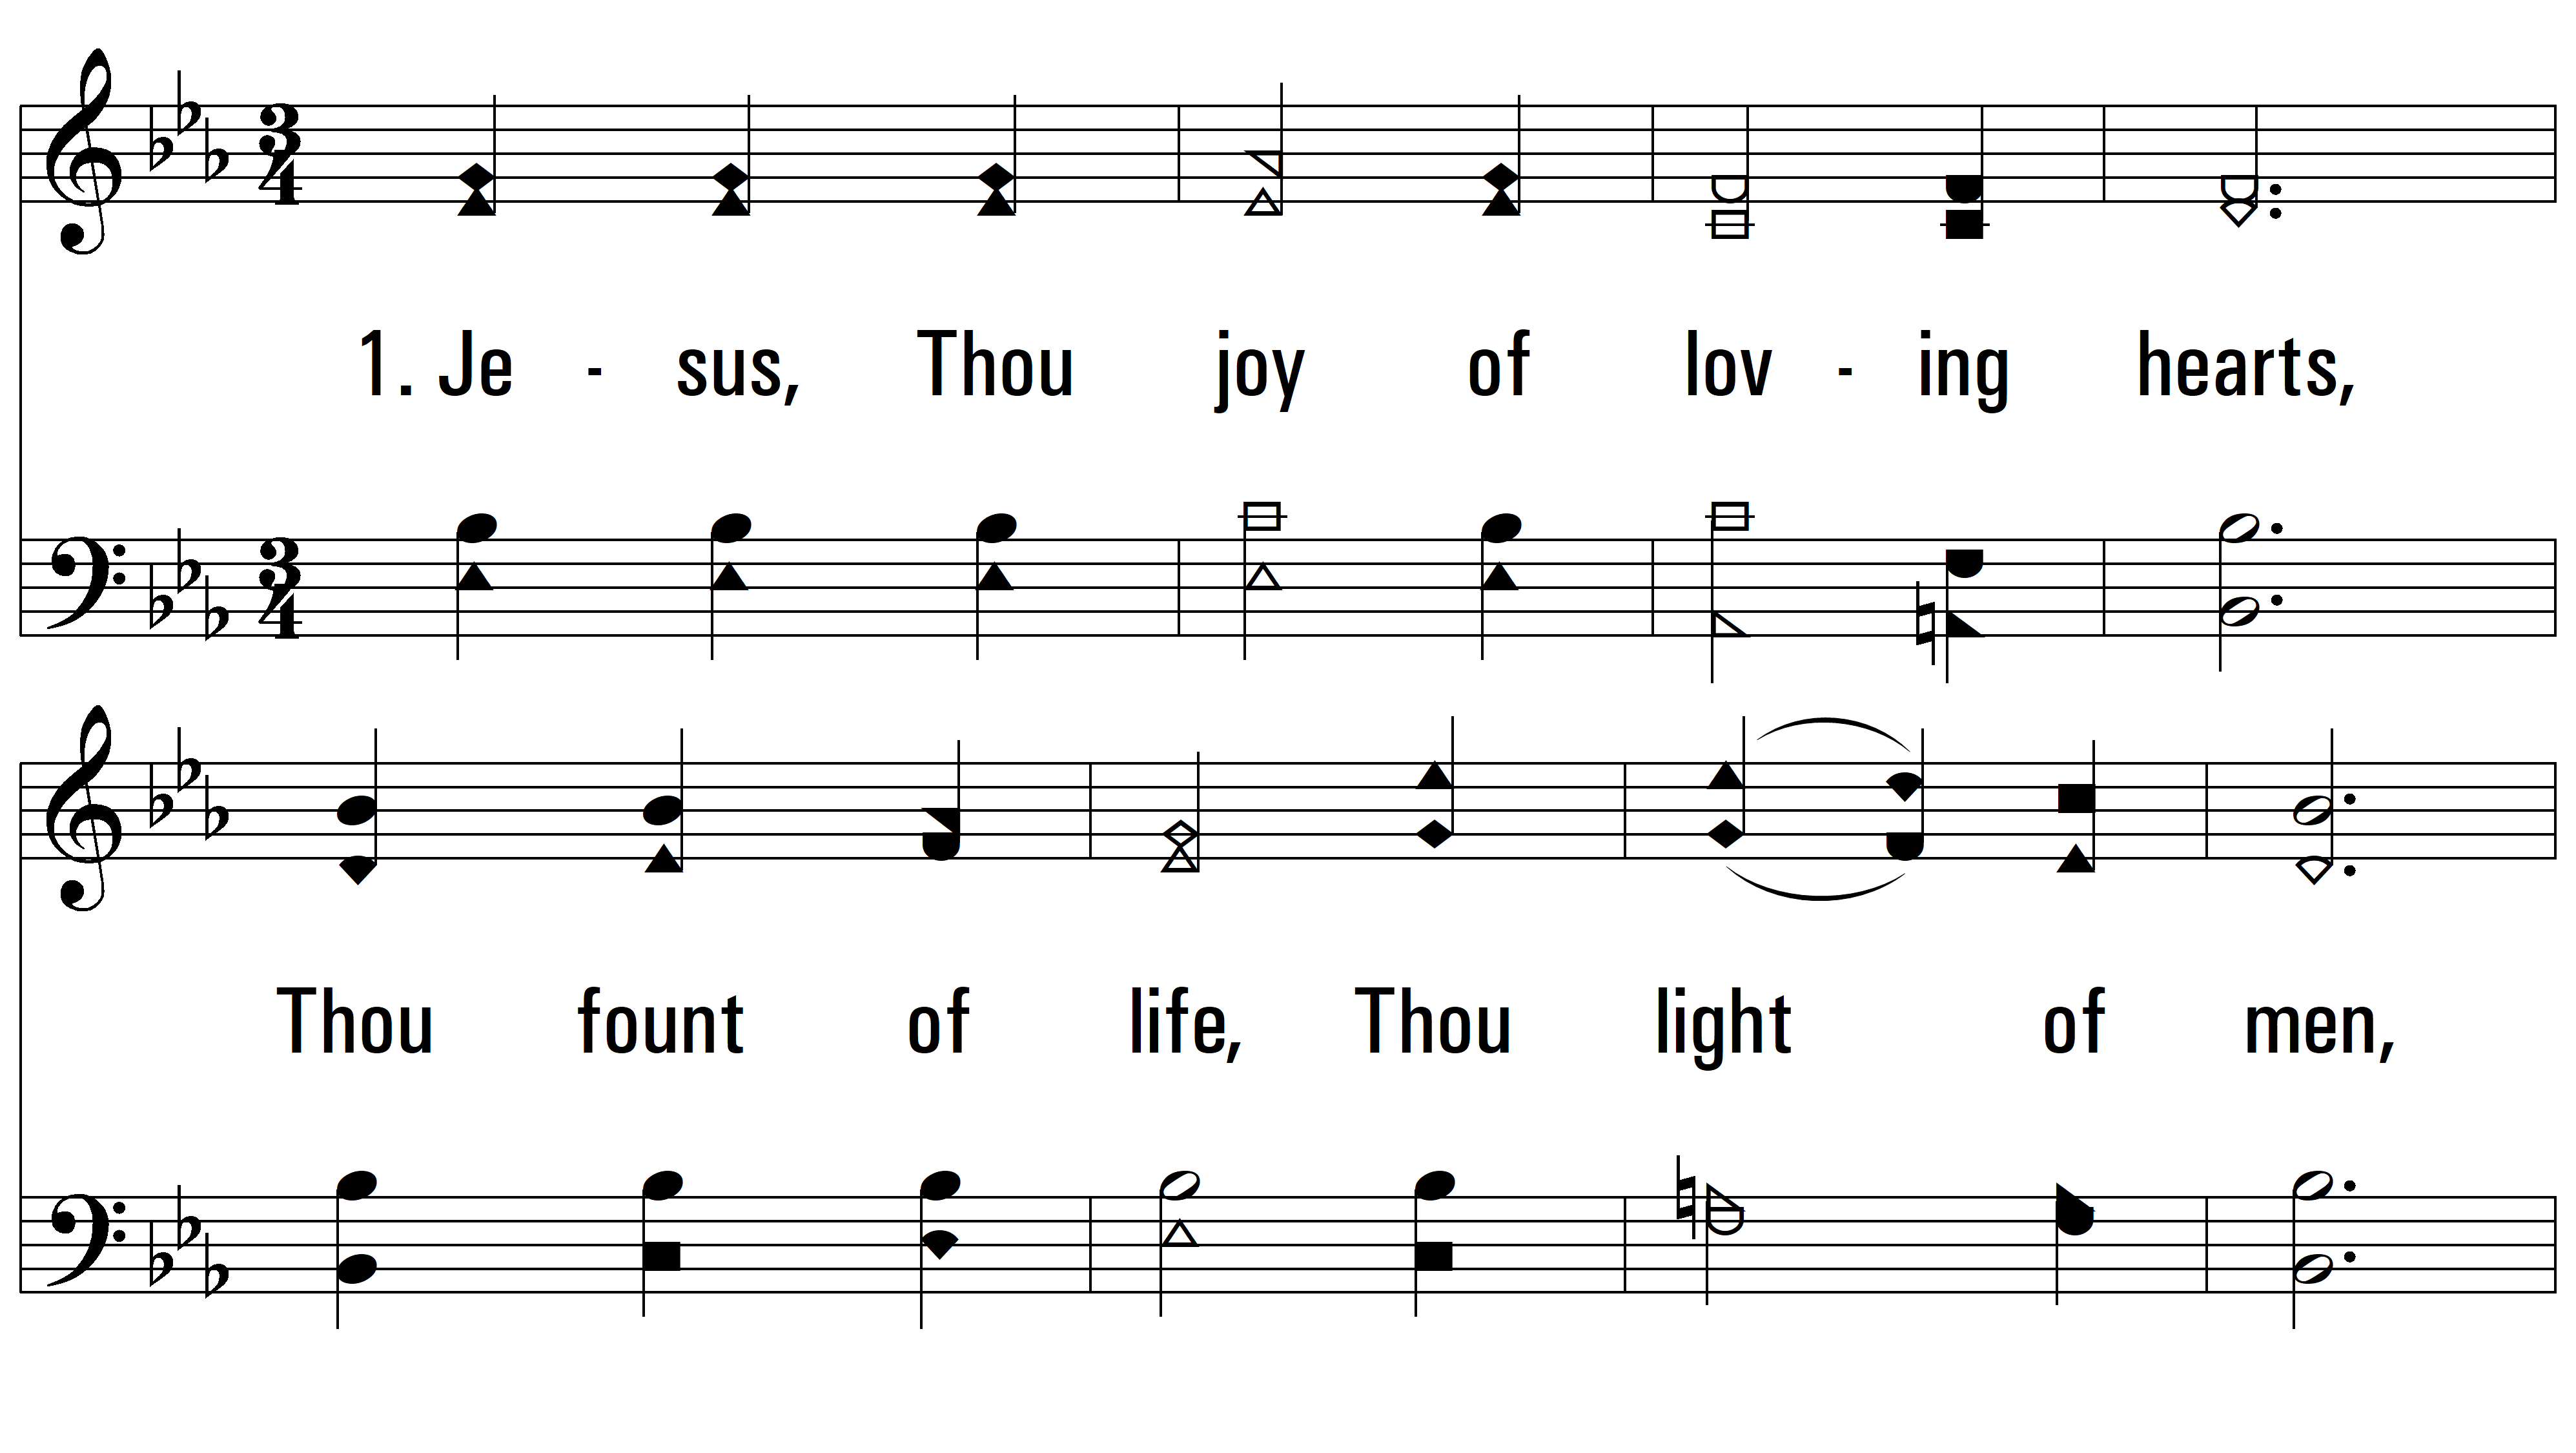 1. Je - sus, Thou joy of lov - ing hearts,
Thou fount of life, Thou light of men,